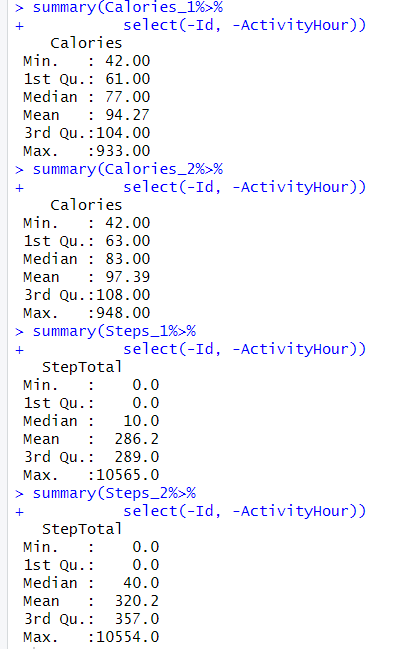 > summary(Calories_1%>%
+           select(-Id, -ActivityHour))
    Calories
 Min.   : 42.00
 1st Qu.: 61.00
 Median : 77.00
 Mean   : 94.27
 3rd Qu.:104.00
 Max.   :933.00
> summary(Calories_2%>%
+           select(-Id, -ActivityHour))
    Calories
 Min.   : 42.00
 1st Qu.: 63.00
 Median : 83.00
 Mean   : 97.39
 3rd Qu.:108.00
 Max.   :948.00
> summary(Steps_1%>%
+           select(-Id, -ActivityHour))
   StepTotal
 Min.   :    0.0
 1st Qu.:    0.0
 Median :   10.0
 Mean   :  286.2
 3rd Qu.:  289.0
 Max.   :10565.0
> summary(Steps_2%>%
+           select(-Id, -ActivityHour))
   StepTotal
 Min.   :    0.0
 1st Qu.:    0.0
 Median :   40.0
 Mean   :  320.2
 3rd Qu.:  357.0
 Max.   :10554.0